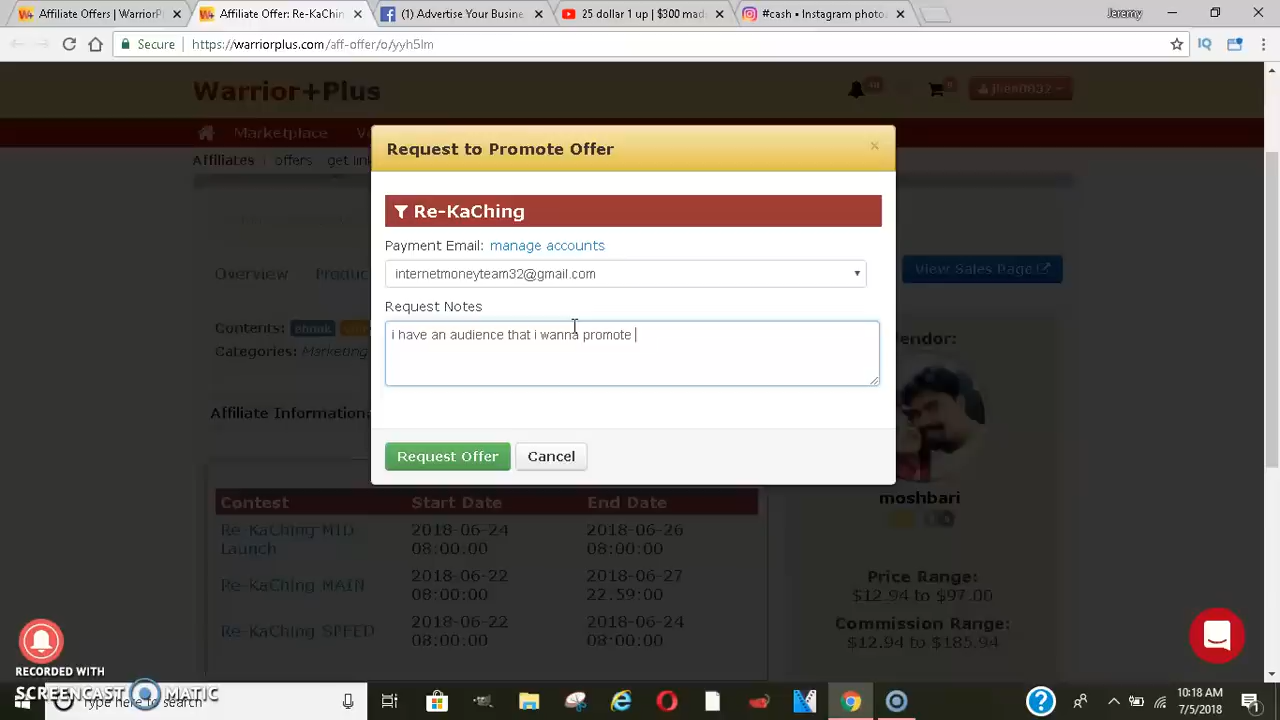 Affiliate Offers | WarriorP
Affiliate Offer: Re-KaChin
(1) Advertise Your Busine
25 dollar 1 up | $300 mad
#cash • Instagram photo
Jeremy
Secure
https://warriorplus.com/aff-offer/o/yyh5lm
Warrior+Plus
Marketplace
Affiliates
offers
get lin
Request to Promote Offer
Re-KaChing
Payment Email: manage accounts
internetmoneyteam32@gmail.com
Request Notes
i have an audience that i wanna promote
Request Offer
Cancel
Overview
Produc
View Sales Page
Contents: ebook
Categories: Marketing
Affiliate Information
Contest Start Date End Date
Re-KaChing MID Launch 2018-06-24 08:00:00 2018-06-26 08:00:00
Re-KaChing MAIN 2018-06-22 08:00:00 2018-06-27 22:59:00
Re-KaChing SPEED 2018-06-22 08:00:00 2018-06-24 08:00:00
Vendor:
moshbari
Price Range:
$12.94 to $97.00
Commission Range:
$12.94 to $185.94
RECORDED WITH
SCREENCAST MATIC
Type here to search
10:18 AM
7/5/2018